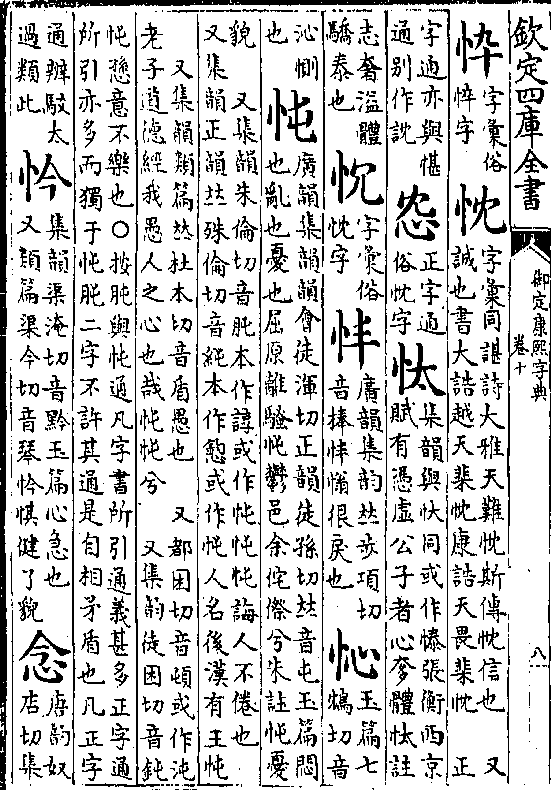 欽定四庫全書
御定康熙字典
卷十
八
忰
字彙俗
悴字
忱
字彙同諶詩大雅天難忱斯傳忱信也 又
誠也書大誥越天棐忱康誥天畏棐忱 正
字通亦與愖
通别作訦
正字通
俗忱字
忲
集韻與忕同或作㥭張衡西京
賦有憑虛公子者心奓體忲註
志奢溢體
驕泰也
字彙俗
忱字
廣韻集韵𠀤步項切
音棒 很戾也
玉篇七
鴆切音
沁惻
也
忳
廣韻集韻韻會徒渾切正韻徒孫切𠀤音屯玉篇悶
也亂也憂也屈原離騷忳鬱邑余侘傺兮朱註忳憂
貌 又集韻朱倫切音肫本作諄或作忳忳忳誨人不倦也
又集韻正韻𠀤殊倫切音純本作憌或作忳人名後漢有王忳
又集韻類篇𠀤杜本切音盾愚也 又都困切音頓或作沌
老子道德經我愚人之心也哉忳忳兮 又集韵徒困切音鈍
忳憃意不樂也○按肫與忳通凡字書所引通義甚多正字通
所引亦多而獨于忳肫二字不許其通是自相矛盾也凡正字
通辨駁太
過類此
忴
集韻渠淹切音黔玉篇心急也
又類篇渠今切音琴忴惏健了貌
念
唐韵奴
店切集